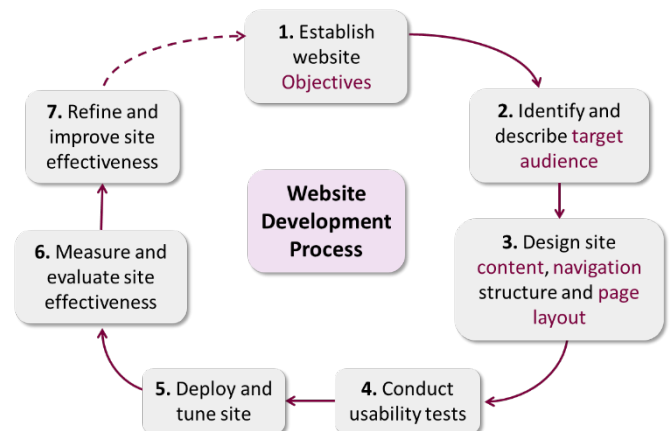 1. Establish
website
Objectives
2. Identify and
describe target
audience
3. Design site
content, navigation
structure and page
layout
4. Conduct
usability tests
5. Deploy and
tune site
6. Measure and
evaluate site
effectiveness
7. Refine and
improve site
effectiveness
Website
Development
Process